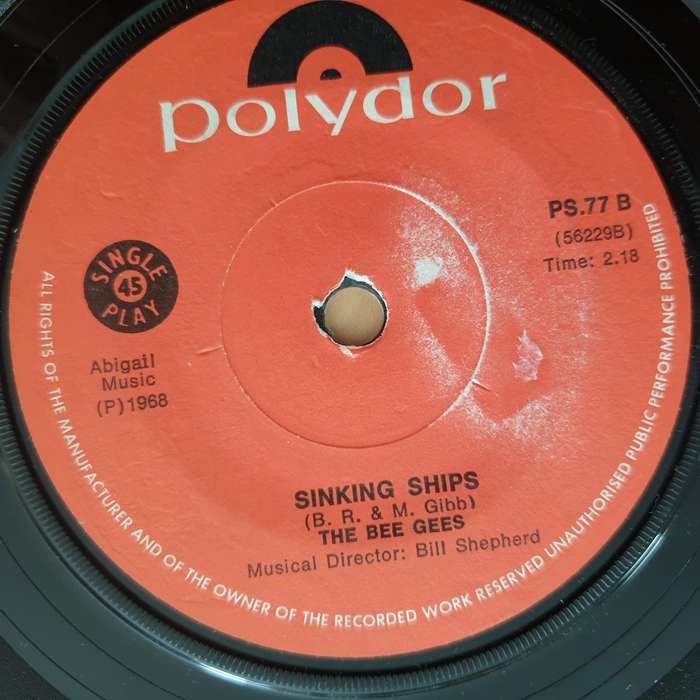 polydor
PS.77 B
(56229B)
Time: 2.18
SINGLE
45
PLAY
Abigail
Music
(P)1968
SINKING SHIPS
(B. R. & M. Gibb)
THE BEE GEES
Musical Director: Bill Shepherd
ALL RIGHTS OF THE MANUFACTURER AND OF THE OWNER OF THE RECORDED WORK RESERVED UNAUTHORISED PUBLIC PERFORMANCE PROHIBITED